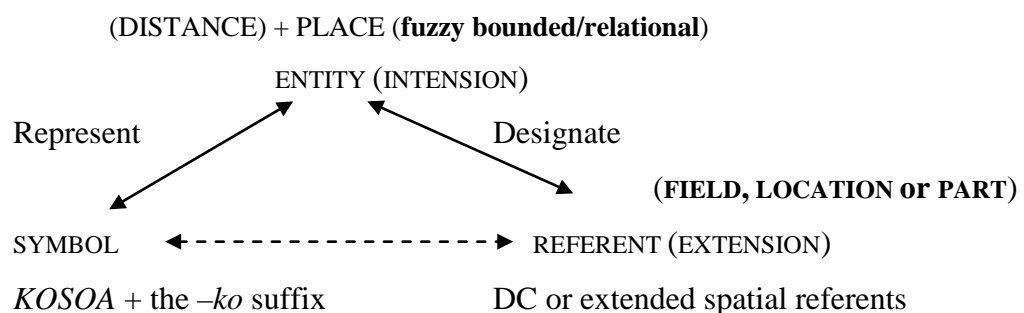 (DISTANCE) + PLACE (fuzzy bounded/relational)
ENTITY (INTENSION)
Represent Designate
(FIELD, LOCATION or PART)
SYMBOL REFERENT (EXTENSION)
KOSOA + the –ko suffix DC or extended spatial referents